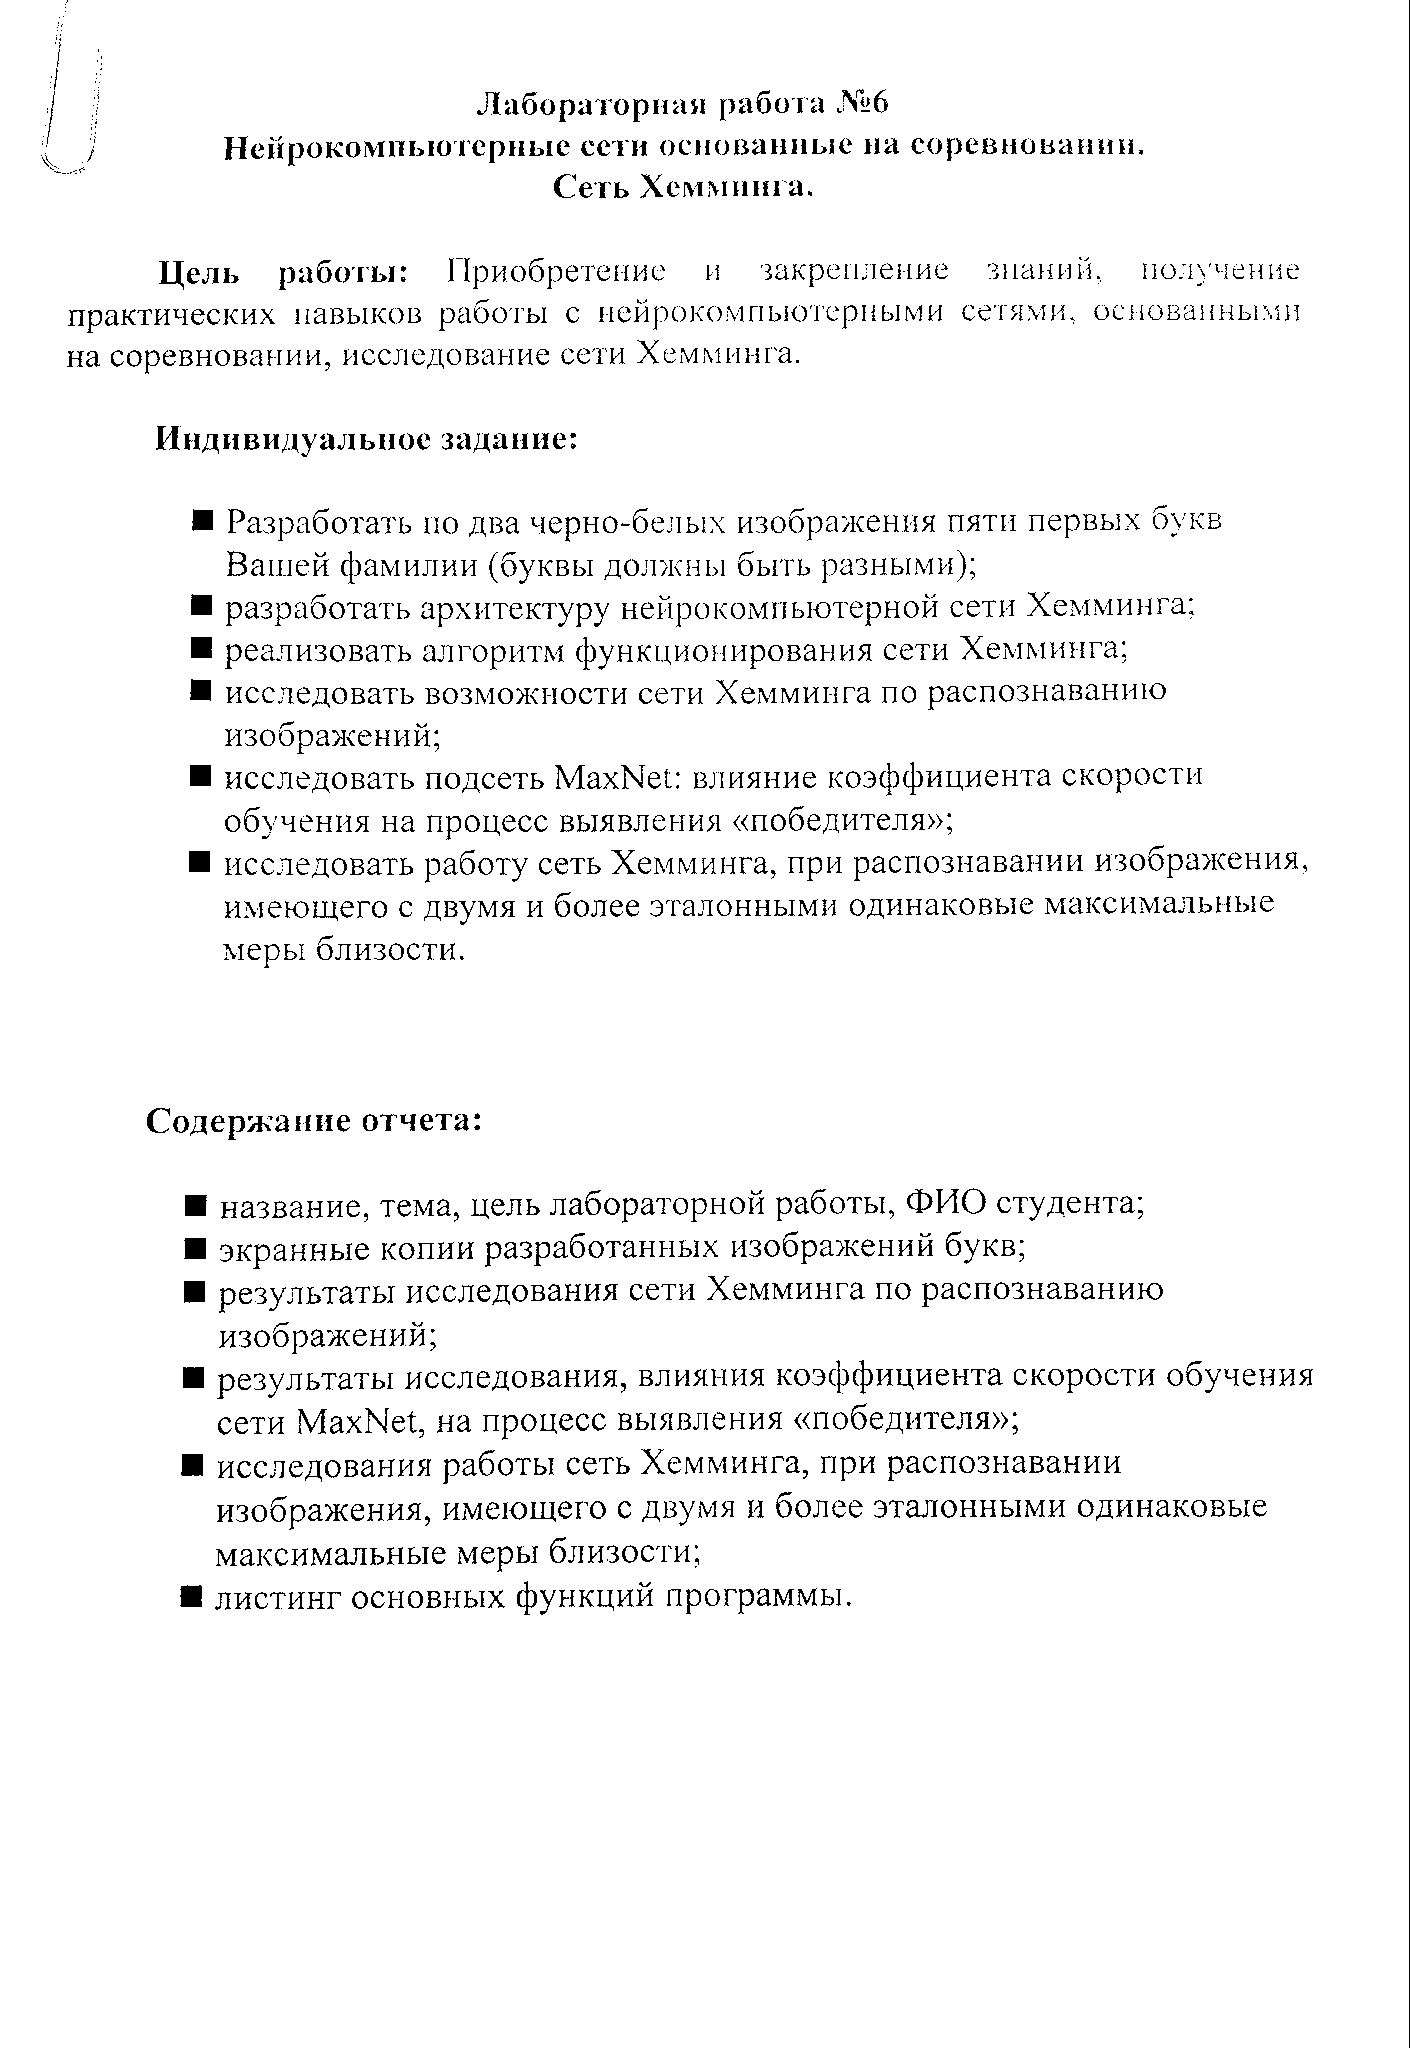 Лабораторная работа №6
Нейрокомпьютерные сети основанные на соревновании.
Сеть Хемминга.
Цель работы: Приобретение и закрепление знаний, получение
практических навыков работы с нейрокомпьютерными сетями, основанными
на соревновании, исследование сети Хемминга.
Индивидуальное задание:
■ Разработать по два черно-белых изображения пяти первых букв
Вашей фамилии (буквы должны быть разными);
■ разработать архитектуру нейрокомпьютерной сети Хемминга;
■ реализовать алгоритм функционирования сети Хемминга;
■ исследовать возможности сети Хемминга по распознаванию
изображений;
■ исследовать подсеть MaxNet: влияние коэффициента скорости
обучения на процесс выявления «победителя»;
■ исследовать работу сеть Хемминга, при распознавании изображения,
имеющего с двумя и более эталонными одинаковые максимальные
меры близости.
Содержание отчета:
■ название, тема, цель лабораторной работы, ФИО студента;
■ экранные копии разработанных изображений букв;
■ результаты исследования сети Хемминга по распознаванию
изображений;
■ результаты исследования, влияния коэффициента скорости обучения
сети MaxNet, на процесс выявления «победителя»;
■ исследования работы сеть Хемминга, при распознавании
изображения, имеющего с двумя и более эталонными одинаковые
максимальные меры близости;
■ листинг основных функций программы.